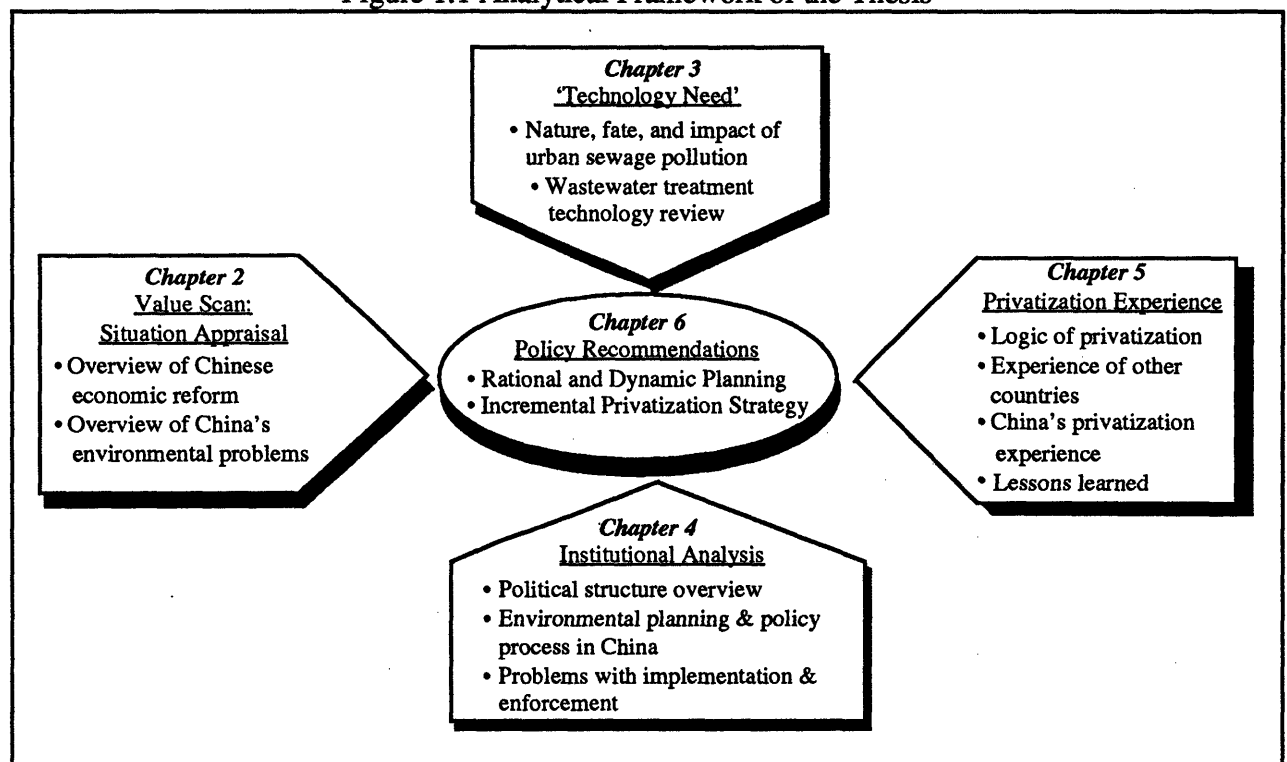 Figure 1.1 Analytical Framework of the Thesis
Chapter 3
'Technology Need'
• Nature, fate, and impact of
urban sewage pollution
• Wastewater treatment
technology review
Chapter 2
Value Scan:
Situation Appraisal
• Overview of Chinese
economic reform
• Overview of China's
environmental problems
Chapter 6
Policy Recommendations
• Rational and Dynamic Planning
• Incremental Privatization Strategy
Chapter 5
Privatization Experience
• Logic of privatization
• Experience of other
countries
• China's privatization
experience
• Lessons learned
Chapter 4
Institutional Analysis
• Political structure overview
• Environmental planning & policy
process in China
• Problems with implementation &
enforcement